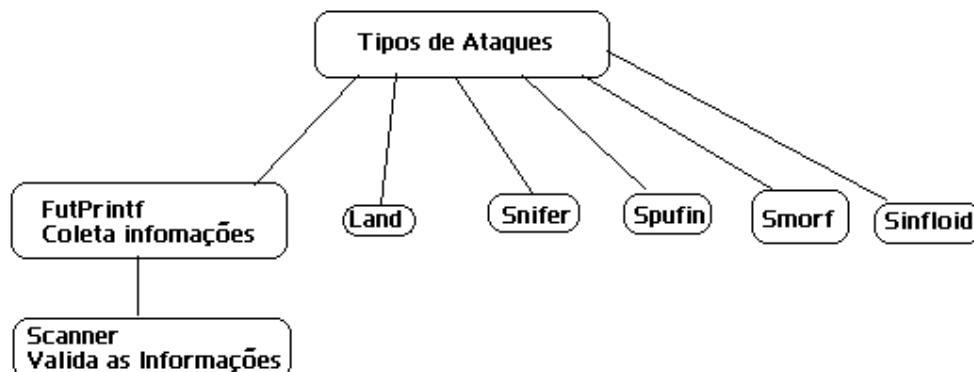 Tipos de Ataques
FutPrintf
Coleta infomações
Land
Snifer
Spufin
Smorf
Sinfloid
Scanner
Valida as Informações